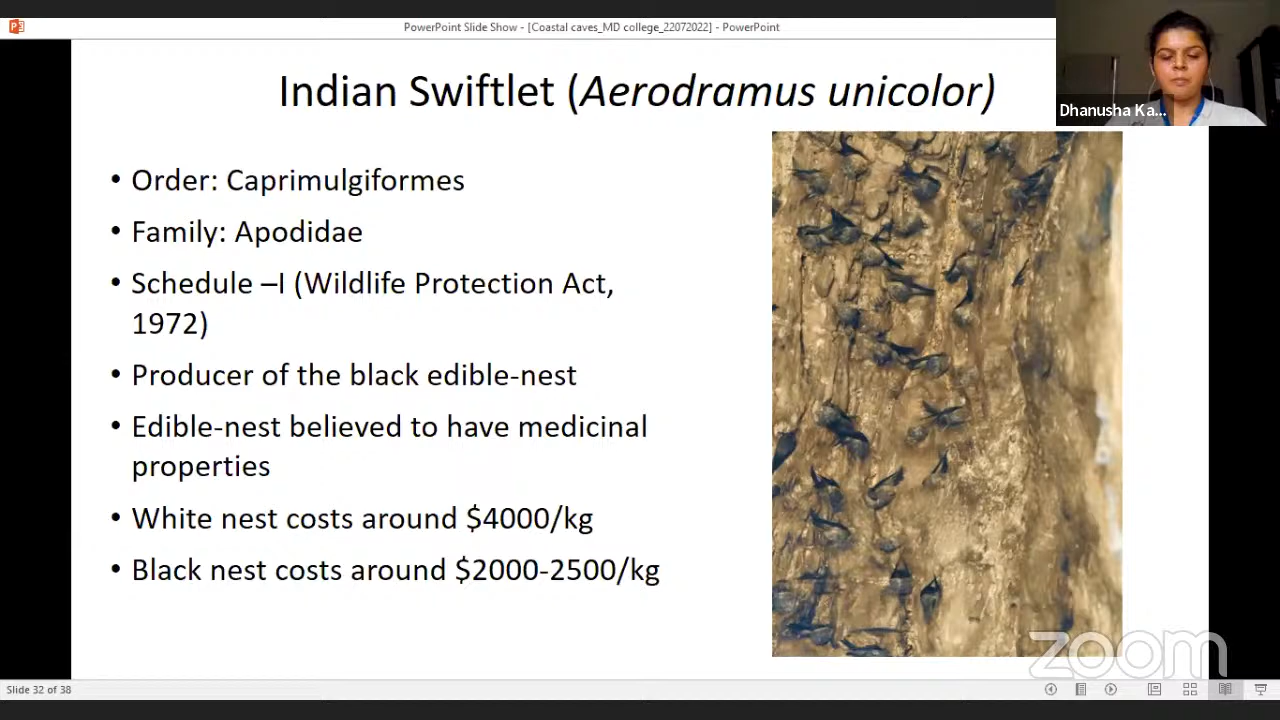 PowerPoint Slide Show - [Coastal caves_MD college_22072022] - PowerPoint
Indian Swiftlet (Aerodramus unicolor)
Dhanusha Ka...
• Order: Caprimulgiformes
• Family: Apodidae
• Schedule –I (Wildlife Protection Act,
1972)
• Producer of the black edible-nest
• Edible-nest believed to have medicinal
properties
• White nest costs around $4000/kg
• Black nest costs around $2000-2500/kg
zoom
Slide 32 of 38